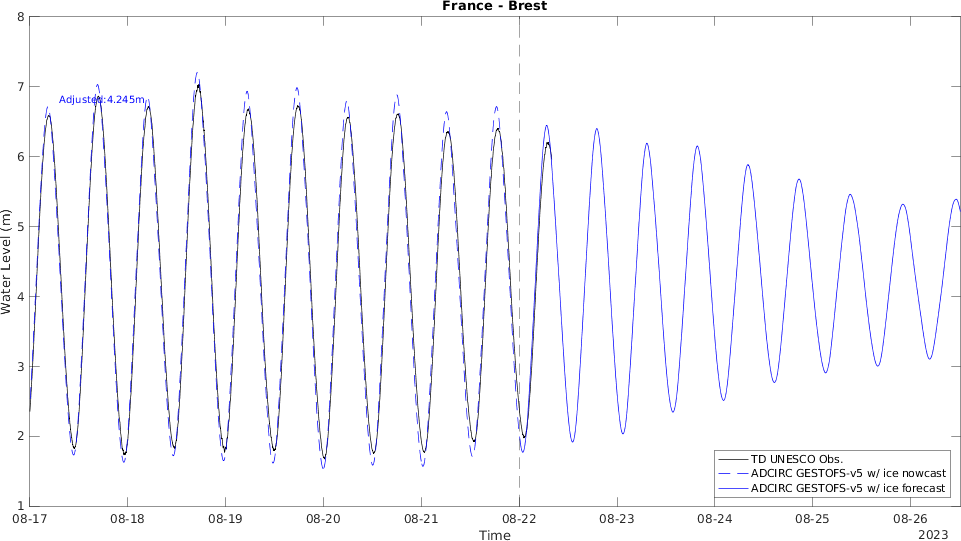 France - Brest
8
7
6
5
4
3
2
1
Water Level (m)
Adjusted:4.245m
TD UNESCO Obs.
ADCIRC GESTOFS-v5 w/ ice nowcast
ADCIRC GESTOFS-v5 w/ ice forecast
08-17 08-18 08-19 08-20 08-21 08-22 08-23 08-24 08-25 08-26
Time
2023